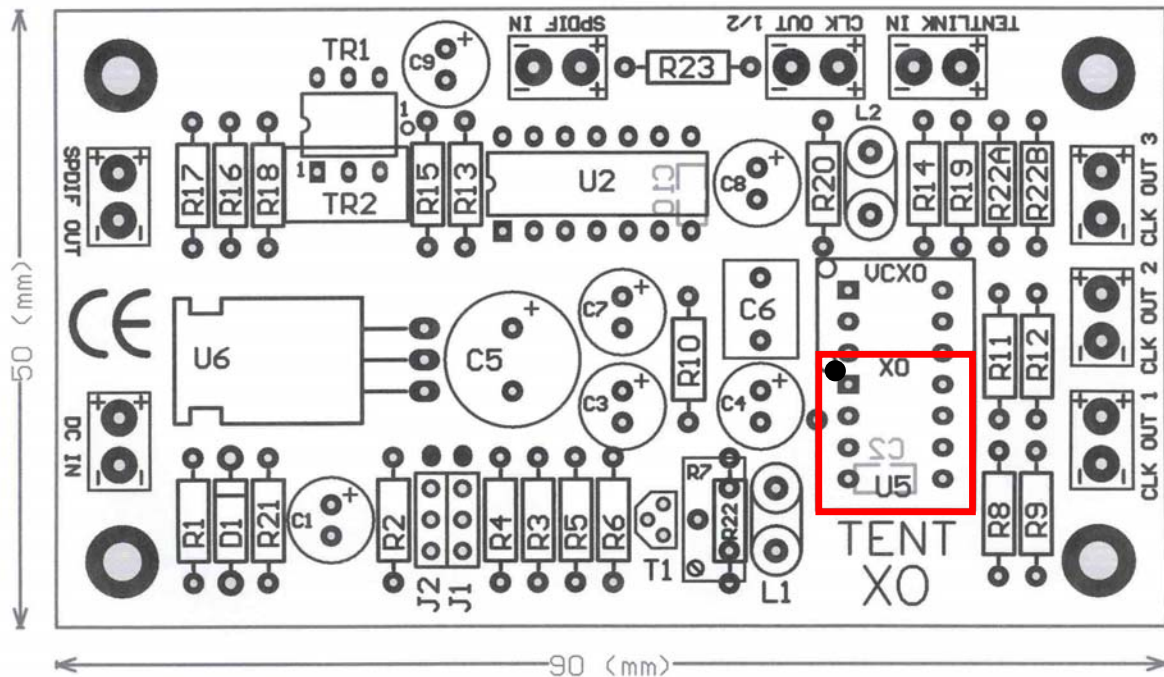 SPDIF IN
CLK OUT 1/2
TENTLINK IN
TR1
C9
+
- +
R23
- +
- +
L2
1
1
TR2
R17
R16
R18
R15
R13
U2
C10
C8
+
R20
R14
R19
R22A
R22B
SPDIF OUT
+ +
- -
CLK OUT 3
+ +
- -
50 (mm)
CE
U6
C5
+
C7
+
C3
+
R10
C6
C4
+
VCXO
XO
C2
U5
R11
R12
CLK OUT 2
+ +
- -
CLK OUT 1
+ +
- -
DC IN
+ +
- -
R1
D1
R21
C1
+
R2
J2
J1
R4
R3
R5
R6
T1
R7
R22
L1
R8
R9
TENT
XO
90 (mm)